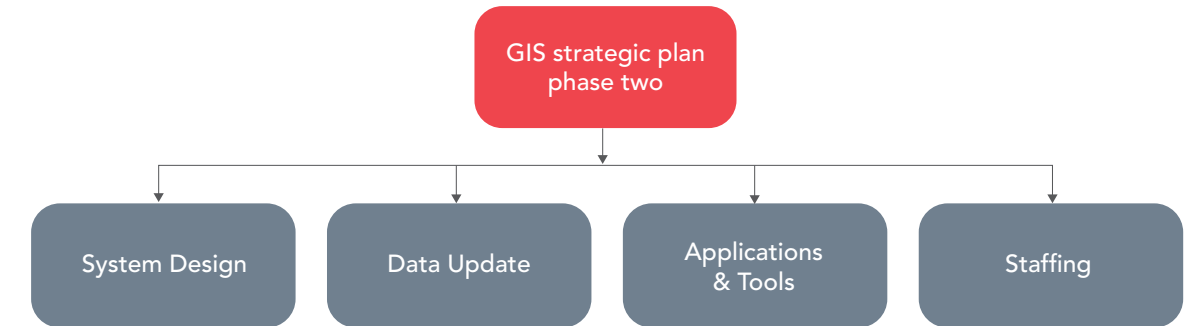 GIS strategic plan
phase two
System Design
Data Update
Applications
& Tools
Staffing